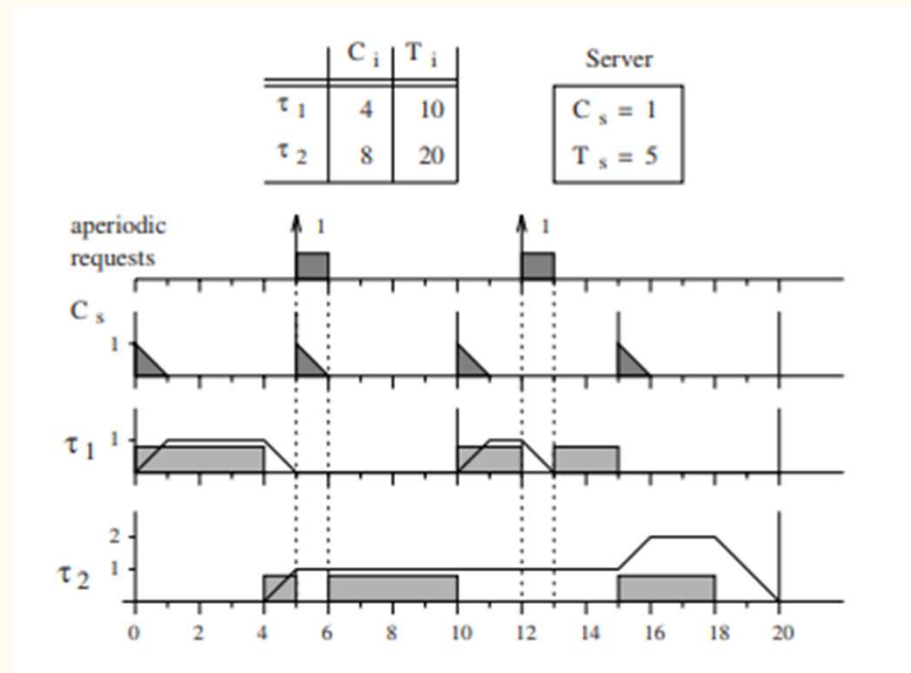 C i T i
τ 1 4 10
τ 2 8 20
Server
C s = 1
T s = 5
aperiodic
requests
1 1
C s
1
τ 1 1
2
τ 2 1
0 2 4 6 8 10 12 14 16 18 20